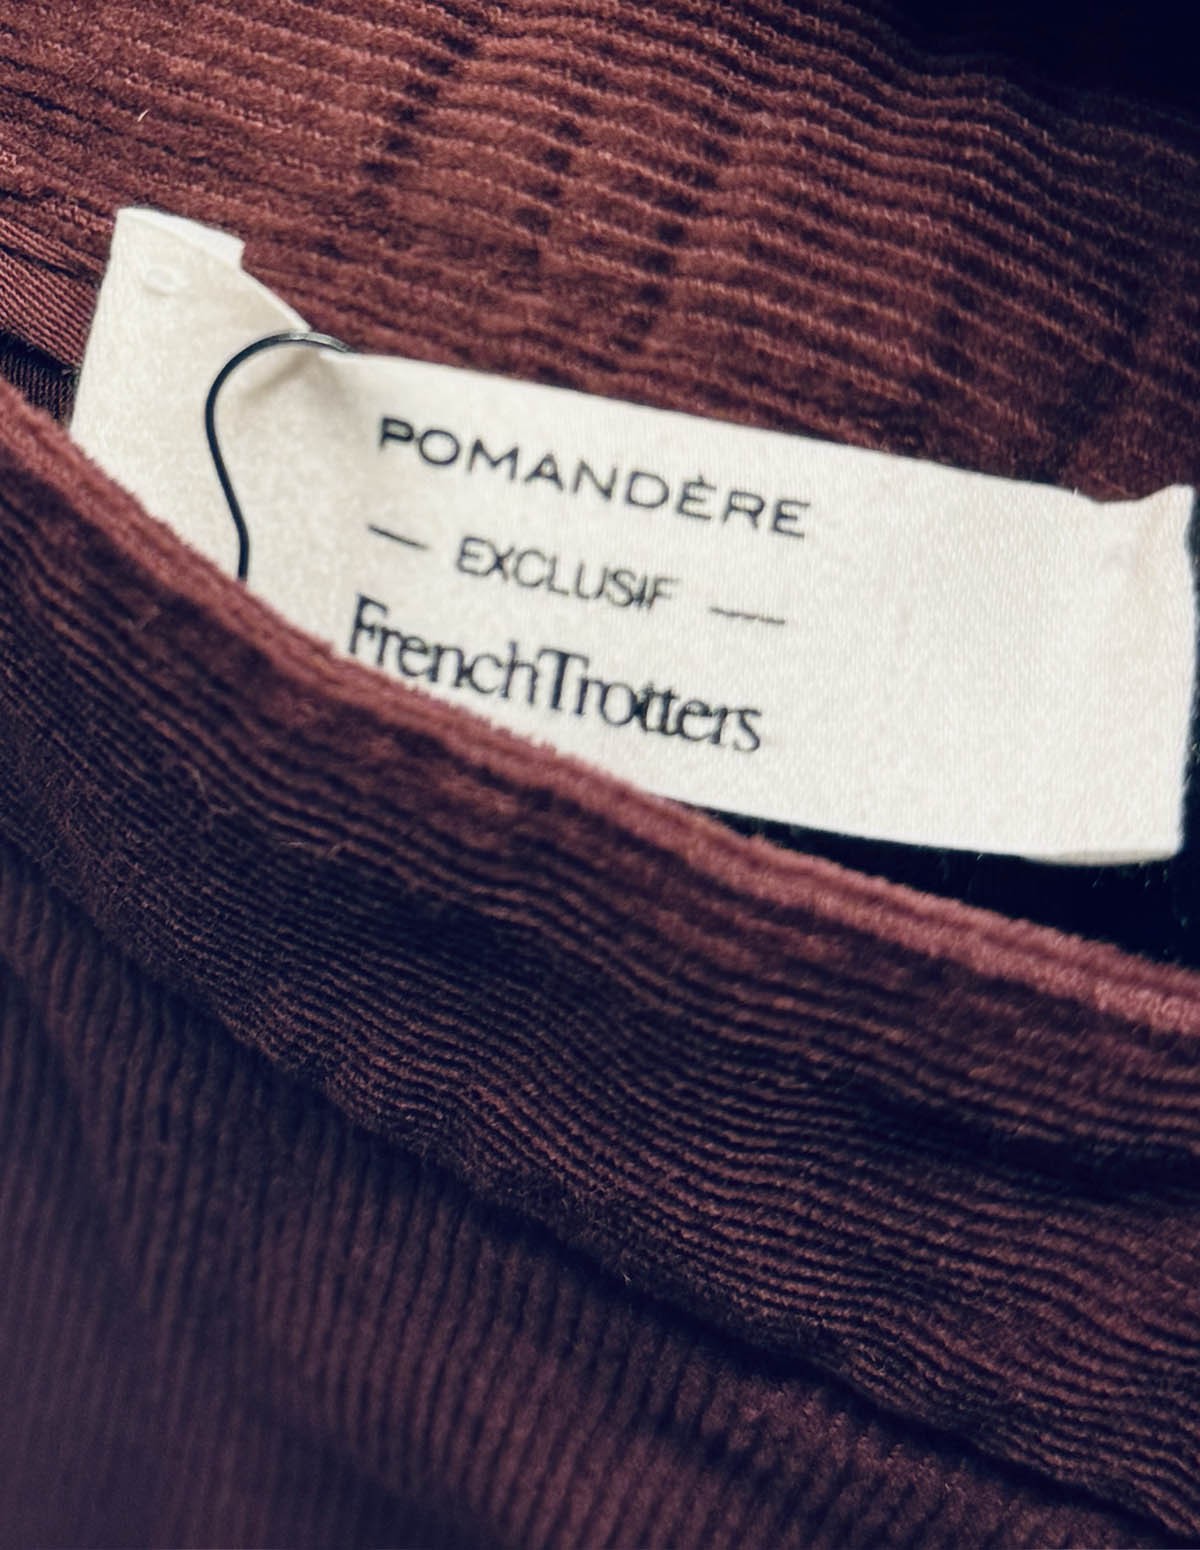 POMANDÈRE
— EXCLUSIF —
FrenchTrotters